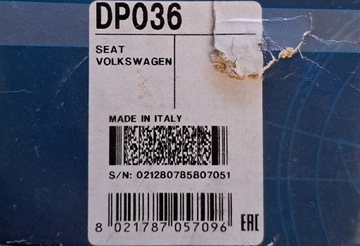 DP036
SEAT
VOLKSWAGEN
MADE IN ITALY
S/N: 021280785807051
8 021787 057096
EAC